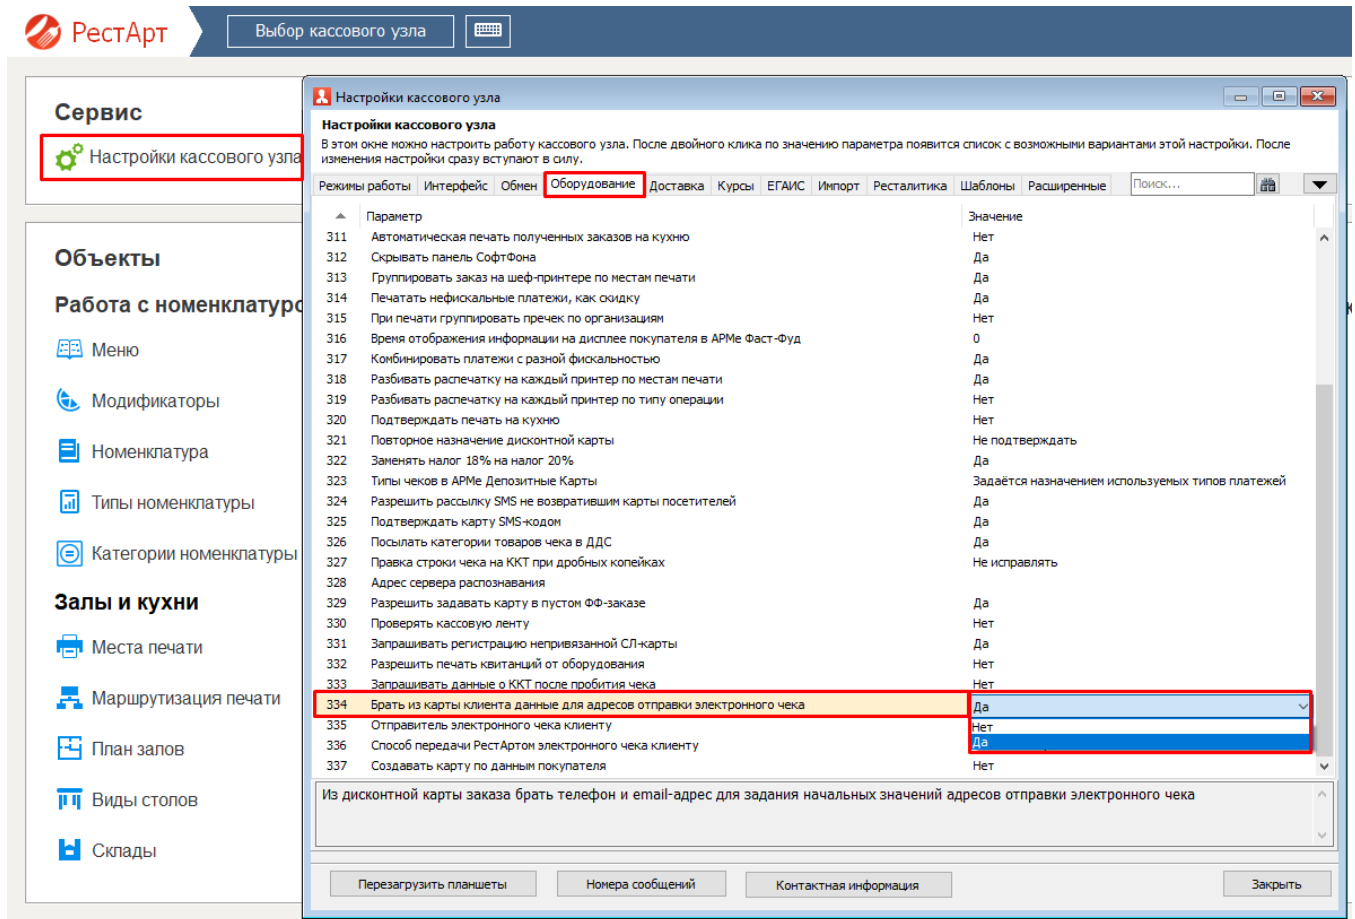 РестАрт
Выбор кассового узла
Сервис
Настройки кассового узла
Объекты
Работа с номенклатуро
Меню
Модификаторы
Номенклатура
Типы номенклатуры
Категории номенклатуры
Залы и кухни
Места печати
Маршрутизация печати
План залов
Виды столов
Склады
Настройки кассового узла
Настройки кассового узла
В этом окне можно настроить работу кассового узла. После двойного клика по значению параметра появится список с возможными вариантами этой настройки. После
изменения настройки сразу вступают в силу.
Режимы работы Интерфейс Обмен Оборудование Доставка Курсы ЕГАИС Импорт Ресталитика Шаблоны Расширенные Поиск...
Параметр Значение
311 Автоматическая печать полученных заказов на кухню Нет
312 Скрывать панель СофтФона Да
313 Группировать заказ на шеф-принтере по местам печати Да
314 Печатать нефискальные платежи, как скидку Да
315 При печати группировать пречек по организациям Нет
316 Время отображения информации на дисплее покупателя в АРМе Фаст-Фуд 0
317 Комбинировать платежи с разной фискальностью Да
318 Разбивать распечатку на каждый принтер по местам печати Да
319 Разбивать распечатку на каждый принтер по типу операции Нет
320 Подтверждать печать на кухню Нет
321 Повторное назначение дисконтной карты Не подтверждать
322 Заменять налог 18% на налог 20% Да
323 Типы чеков в АРМе Депозитные Карты Задаётся назначением используемых типов платежей
324 Разрешить рассылку SMS не возвратившим карты посетителей Да
325 Подтверждать карту SMS-кодом Да
326 Посылать категории товаров чека в ДДС Да
327 Правка строки чека на ККТ при дробных копейках Не исправлять
328 Адрес сервера распознавания
329 Разрешить задавать карту в пустом ФФ-заказе Да
330 Проверять кассовую ленту Нет
331 Запрашивать регистрацию непривязанной СЛ-карты Да
332 Разрешить печать квитанций от оборудования Нет
333 Запрашивать данные о ККТ после пробития чека Нет
334 Брать из карты клиента данные для адресов отправки электронного чека Да
335 Отправитель электронного чека клиенту Нет
336 Способ передачи РестАртом электронного чека клиенту Да
337 Создавать карту по данным покупателя Нет
Из дисконтной карты заказа брать телефон и email-адрес для задания начальных значений адресов отправки электронного чека
Перезагрузить планшеты Номера сообщений Контактная информация Закрыть